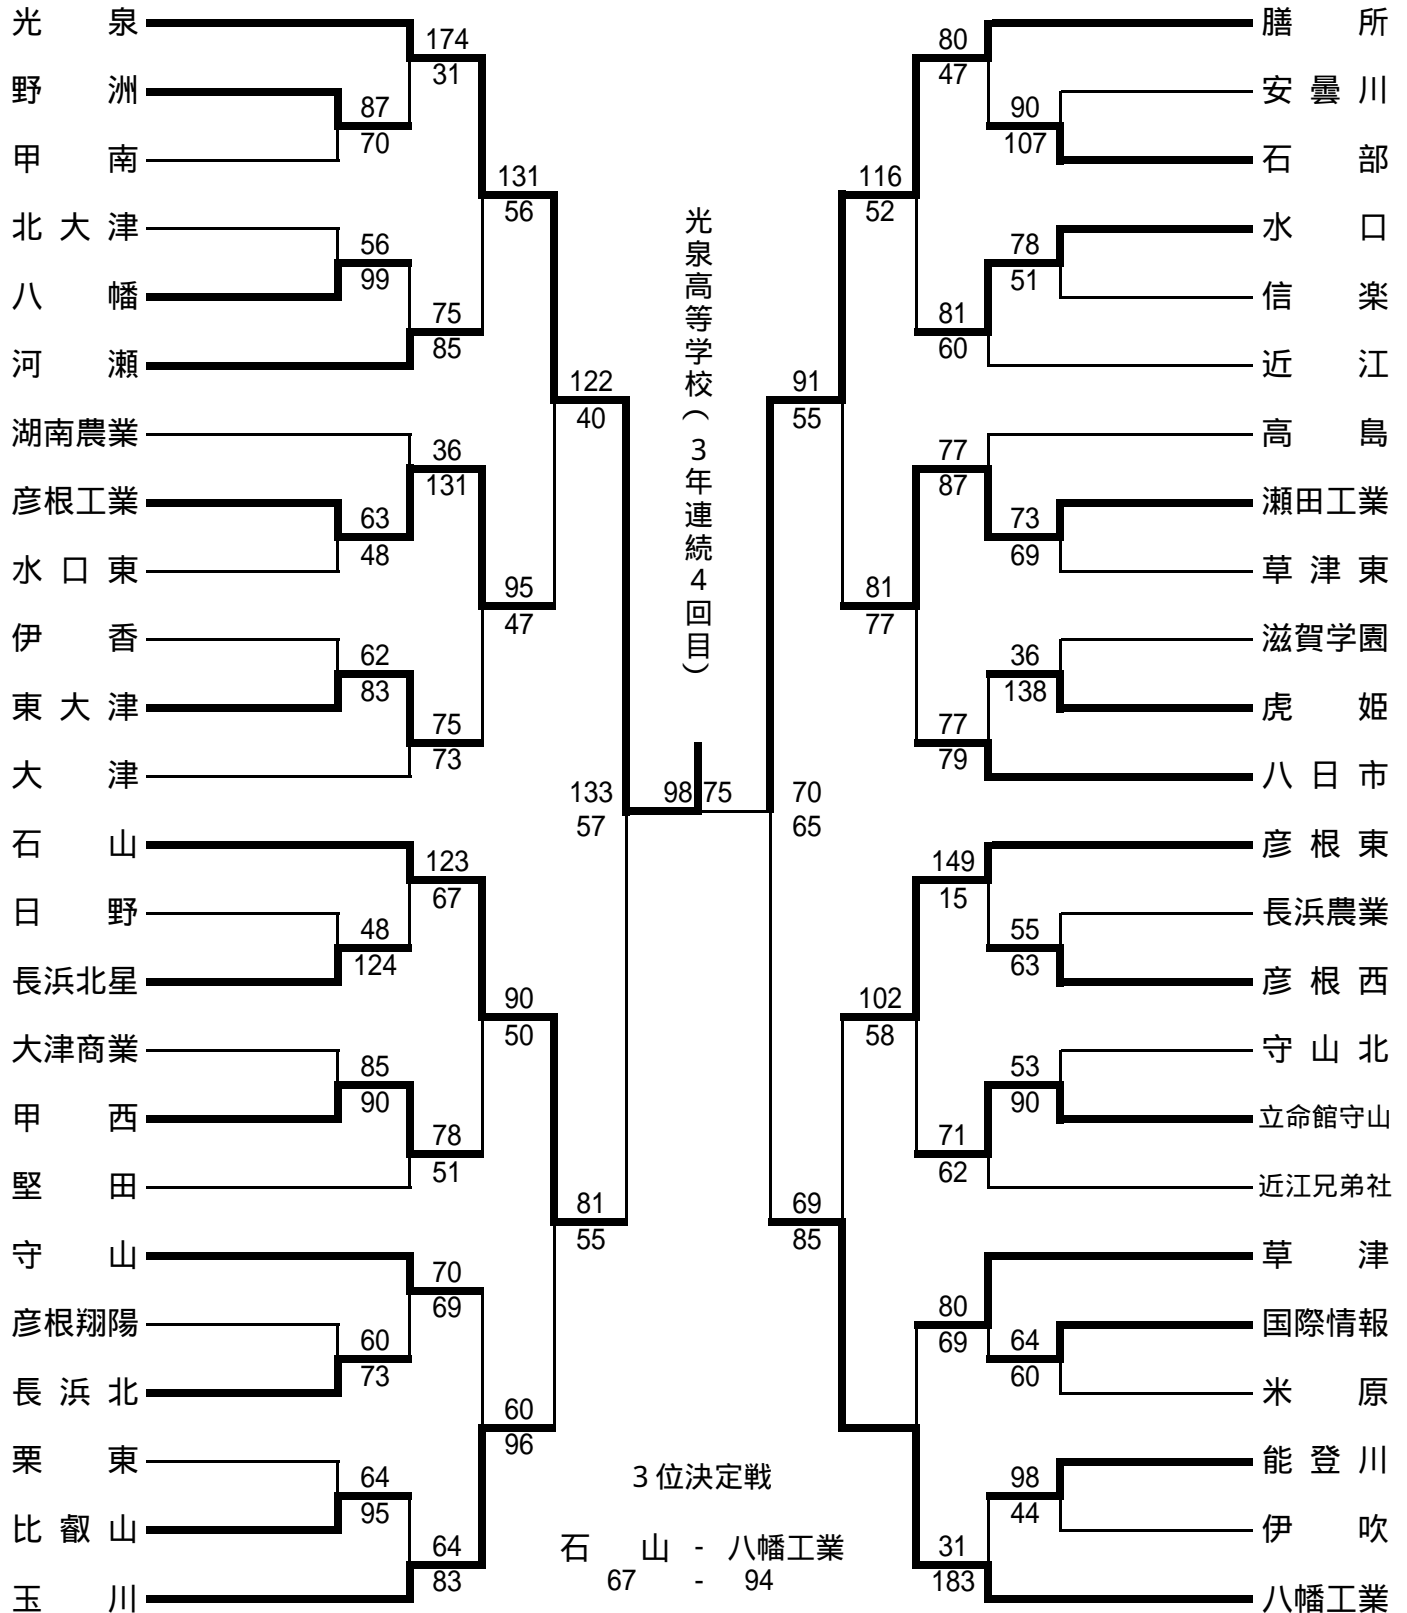 光泉
野洲
甲南
北大津
八幡
河瀬
湖南農業
彦根工業
水口東
伊香
東大津
大津
石山
日野
長浜北星
大津商業
甲西
堅田
守山
彦根翔陽
長浜北
栗東
比叡山
玉川
87
70
56
99
63
48
62
83
48
124
85
90
60
73
64
95
174
31
75
85
36
131
75
73
123
67
78
51
70
69
64
83
131
56
95
47
90
50
60
96
122
40
81
55
133
57
98 75
光泉高等学校(3年連続4回目)
70
65
91
55
69
85
116
52
81
77
102
58
80
47
81
60
77
87
77
79
149
15
71
62
80
69
31
183
90
107
78
51
73
69
36
138
55
63
53
90
64
60
98
44
膳所
安曇川
石部
水口
信楽
近江
高島
瀬田工業
草津東
滋賀学園
虎姫
八日市
彦根東
長浜農業
彦根西
守山北
立命館守山
近江兄弟社
草津
国際情報
米原
能登川
伊吹
八幡工業
3位決定戦
石山 - 八幡工業
67 - 94